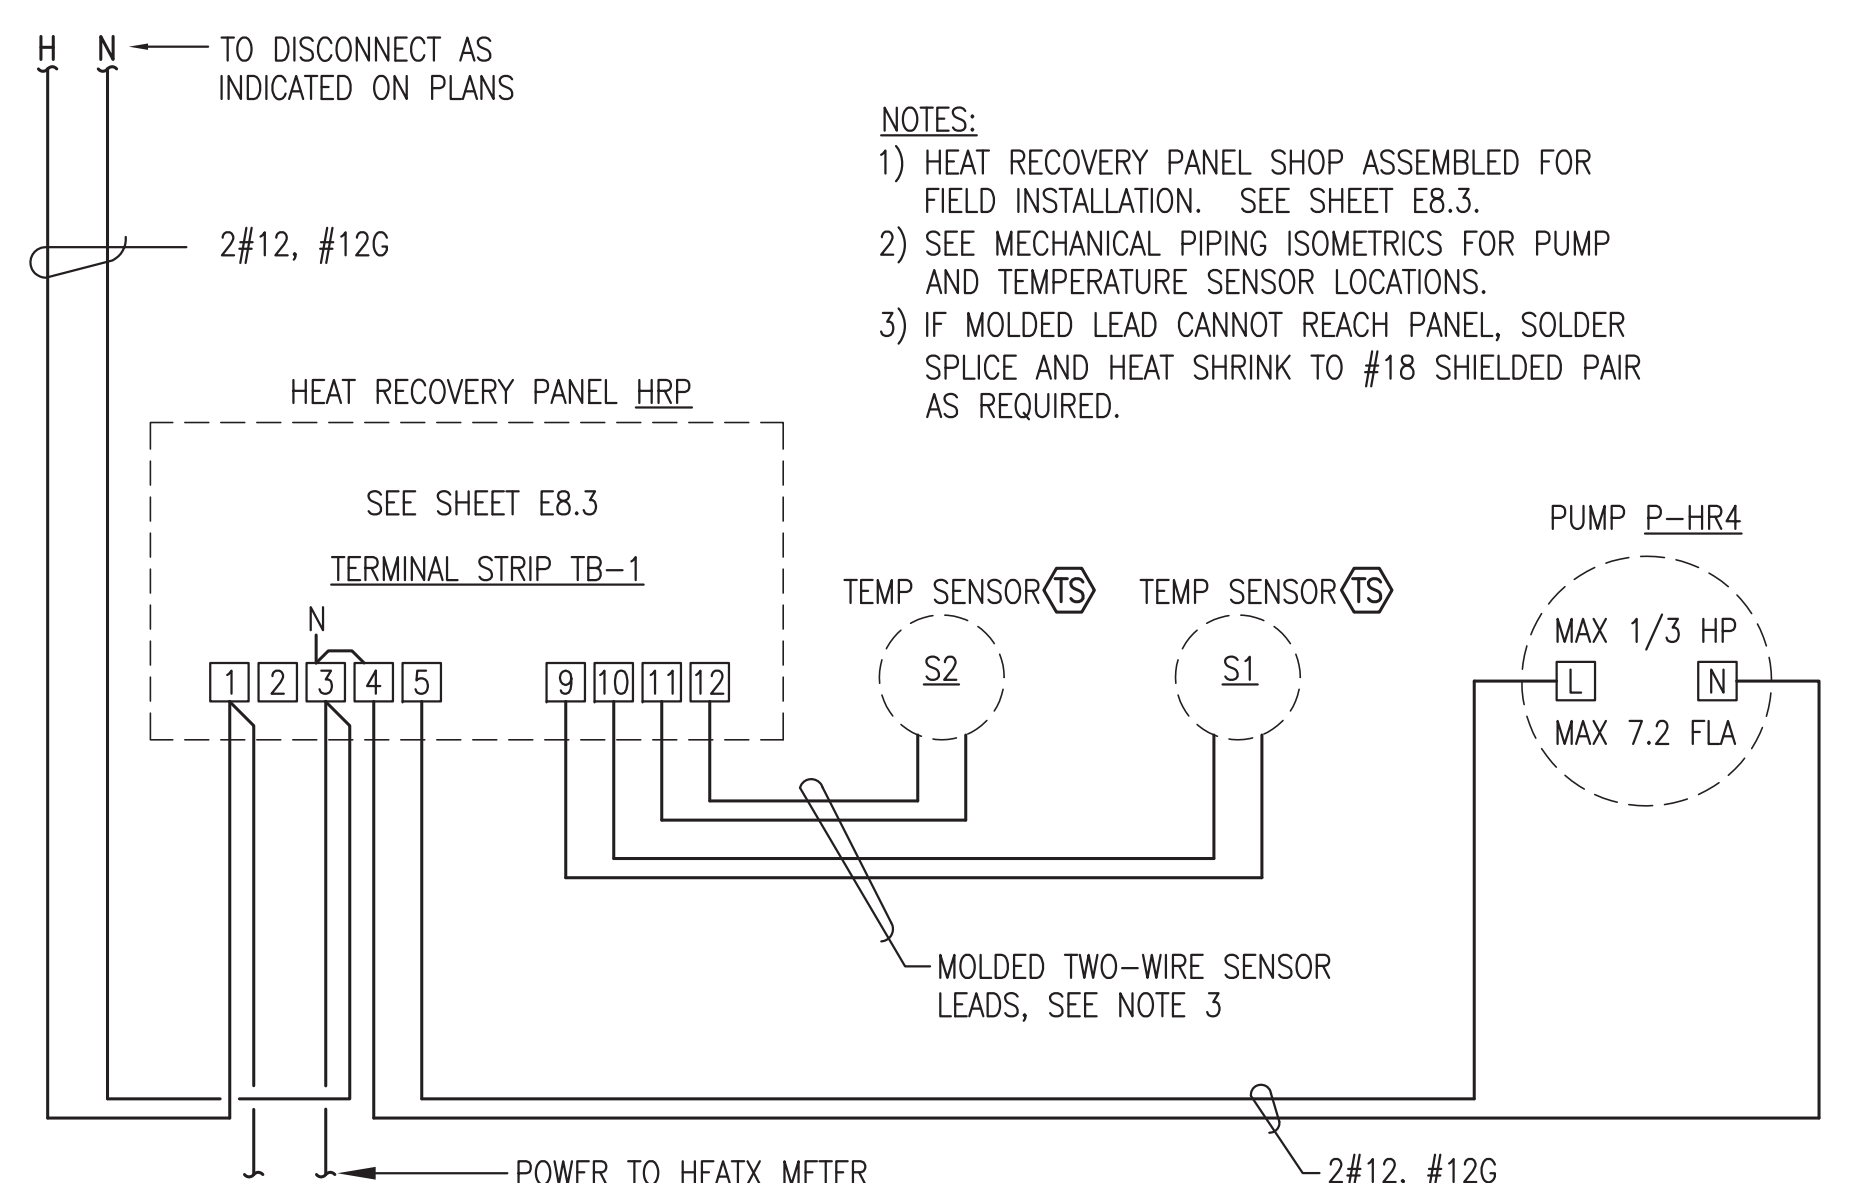 H N TO DISCONNECT AS
INDICATED ON PLANS
2#12, #12G
NOTES:
1) HEAT RECOVERY PANEL SHOP ASSEMBLED FOR
FIELD INSTALLATION. SEE SHEET E8.3.
2) SEE MECHANICAL PIPING ISOMETRICS FOR PUMP
AND TEMPERATURE SENSOR LOCATIONS.
3) IF MOLDED LEAD CANNOT REACH PANEL, SOLDER
SPLICE AND HEAT SHRINK TO #18 SHIELDED PAIR
AS REQUIRED.
HEAT RECOVERY PANEL HRP
SEE SHEET E8.3
TERMINAL STRIP TB-1
N
1 2 3 4 5 9 10 11 12
TEMP SENSOR TS
S2
TEMP SENSOR TS
S1
PUMP P-HR4
MAX 1/3 HP
L N
MAX 7.2 FLA
MOLDED TWO-WIRE SENSOR
LEADS, SEE NOTE 3
POWER TO HEATX METER
2#12, #12G